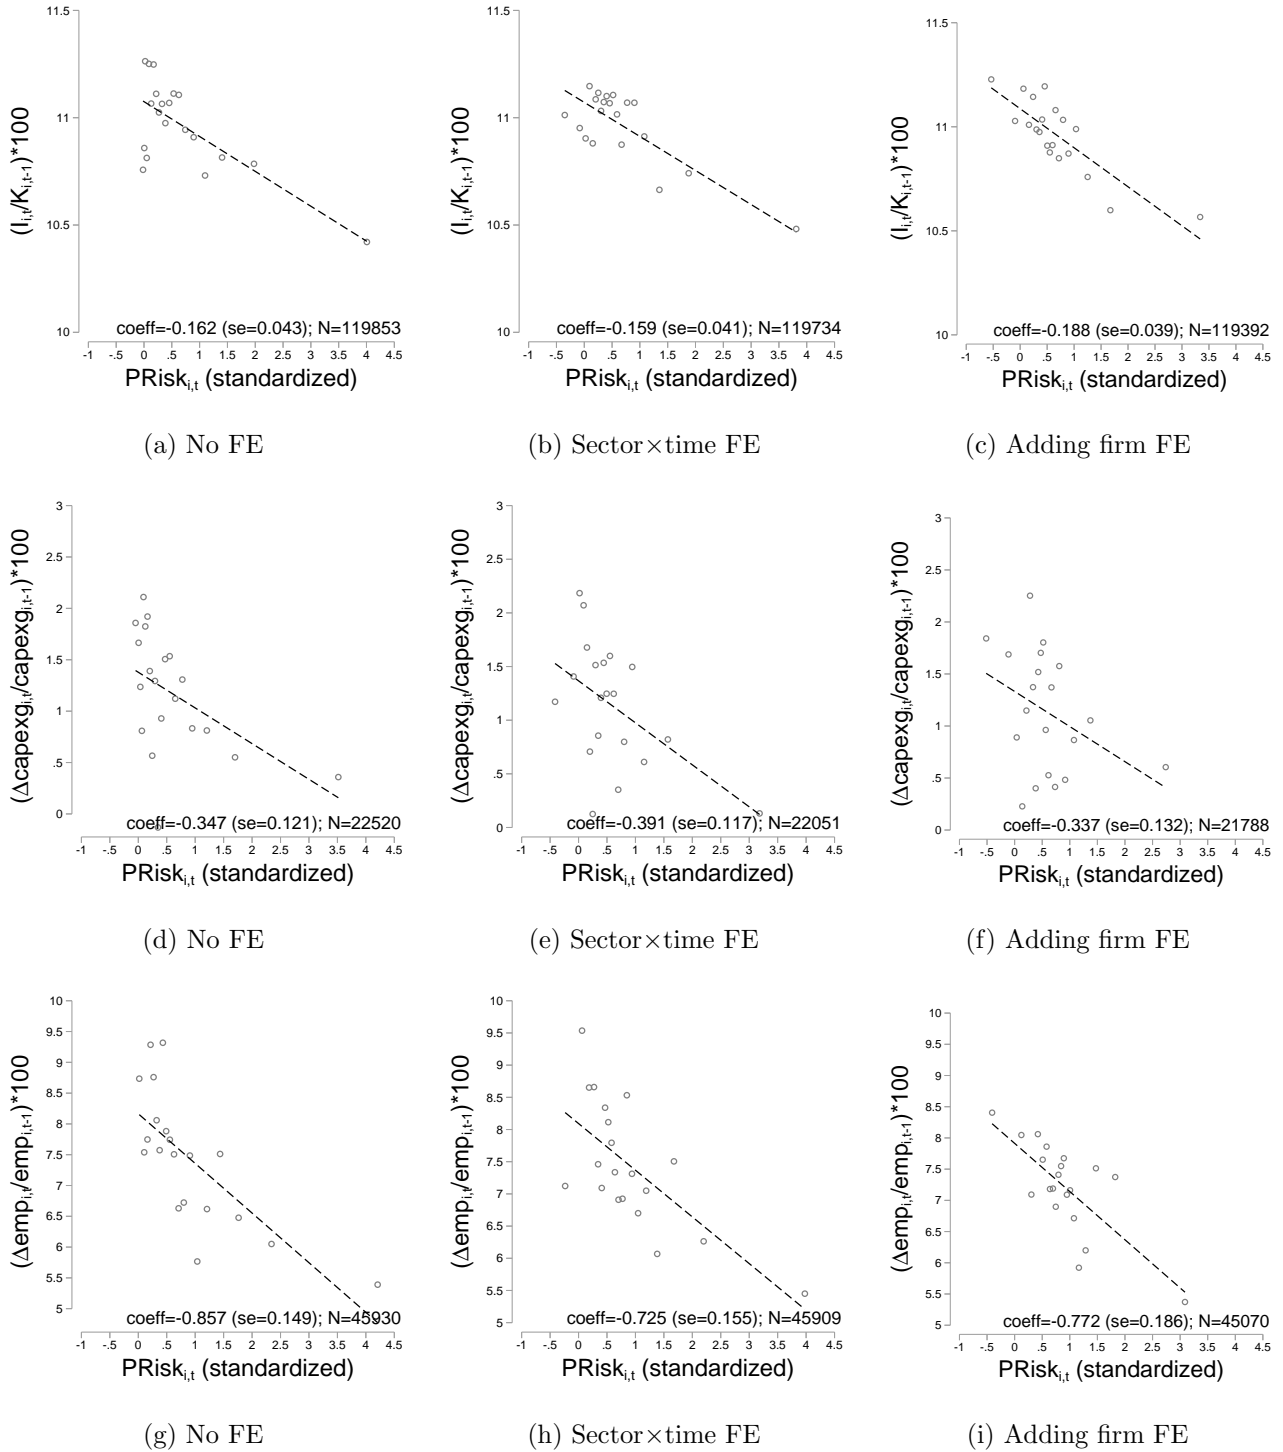 11.5
11
10.5
10
(I_{i,t}/K_{i,t-1})*100
coeff=-0.162 (se=0.043); N=119853
-1 -.5 0 .5 1 1.5 2 2.5 3 3.5 4 4.5
PRisk_{i,t} (standardized)
(a) No FE
11.5
11
10.5
10
(I_{i,t}/K_{i,t-1})*100
coeff=-0.159 (se=0.041); N=119734
-1 -.5 0 .5 1 1.5 2 2.5 3 3.5 4 4.5
PRisk_{i,t} (standardized)
(b) Sector×time FE
11.5
11
10.5
10
(I_{i,t}/K_{i,t-1})*100
coeff=-0.188 (se=0.039); N=119392
-1 -.5 0 .5 1 1.5 2 2.5 3 3.5 4 4.5
PRisk_{i,t} (standardized)
(c) Adding firm FE
3
2.5
2
1.5
1
.5
0
(Δcapexg_{i,t}/capexg_{i,t-1})*100
coeff=-0.347 (se=0.121); N=22520
-1 -.5 0 .5 1 1.5 2 2.5 3 3.5 4 4.5
PRisk_{i,t} (standardized)
(d) No FE
3
2.5
2
1.5
1
.5
0
(Δcapexg_{i,t}/capexg_{i,t-1})*100
coeff=-0.391 (se=0.117); N=22051
-1 -.5 0 .5 1 1.5 2 2.5 3 3.5 4 4.5
PRisk_{i,t} (standardized)
(e) Sector×time FE
3
2.5
2
1.5
1
.5
0
(Δcapexg_{i,t}/capexg_{i,t-1})*100
coeff=-0.337 (se=0.132); N=21788
-1 -.5 0 .5 1 1.5 2 2.5 3 3.5 4 4.5
PRisk_{i,t} (standardized)
(f) Adding firm FE
10
9.5
9
8.5
8
7.5
7
6.5
6
5.5
5
(Δemp_{i,t}/emp_{i,t-1})*100
coeff=-0.857 (se=0.149); N=45930
-1 -.5 0 .5 1 1.5 2 2.5 3 3.5 4 4.5
PRisk_{i,t} (standardized)
(g) No FE
10
9.5
9
8.5
8
7.5
7
6.5
6
5.5
5
(Δemp_{i,t}/emp_{i,t-1})*100
coeff=-0.725 (se=0.155); N=45909
-1 -.5 0 .5 1 1.5 2 2.5 3 3.5 4 4.5
PRisk_{i,t} (standardized)
(h) Sector×time FE
10
9.5
9
8.5
8
7.5
7
6.5
6
5.5
5
(Δemp_{i,t}/emp_{i,t-1})*100
coeff=-0.772 (se=0.186); N=45070
-1 -.5 0 .5 1 1.5 2 2.5 3 3.5 4 4.5
PRisk_{i,t} (standardized)
(i) Adding firm FE